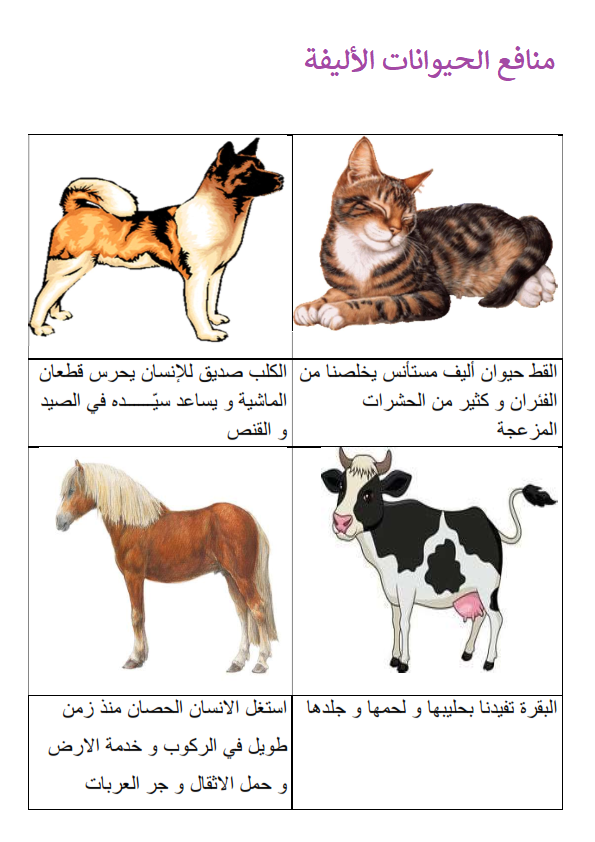 منافع الحيوانات الأليفة
القط حيوان أليف مستأنس يخلصنا من
الفئران و كثير من الحشرات
المزعجة
الكلب صديق للإنسان يحرس قطعان
الماشية و يساعد سيّــــــده في الصيد
و القنص
البقرة تفيدنا بحليبها و لحمها و جلدها
استغل الانسان الحصان منذ زمن
طويل في الركوب و خدمة الارض
و حمل الاثقال و جر العربات